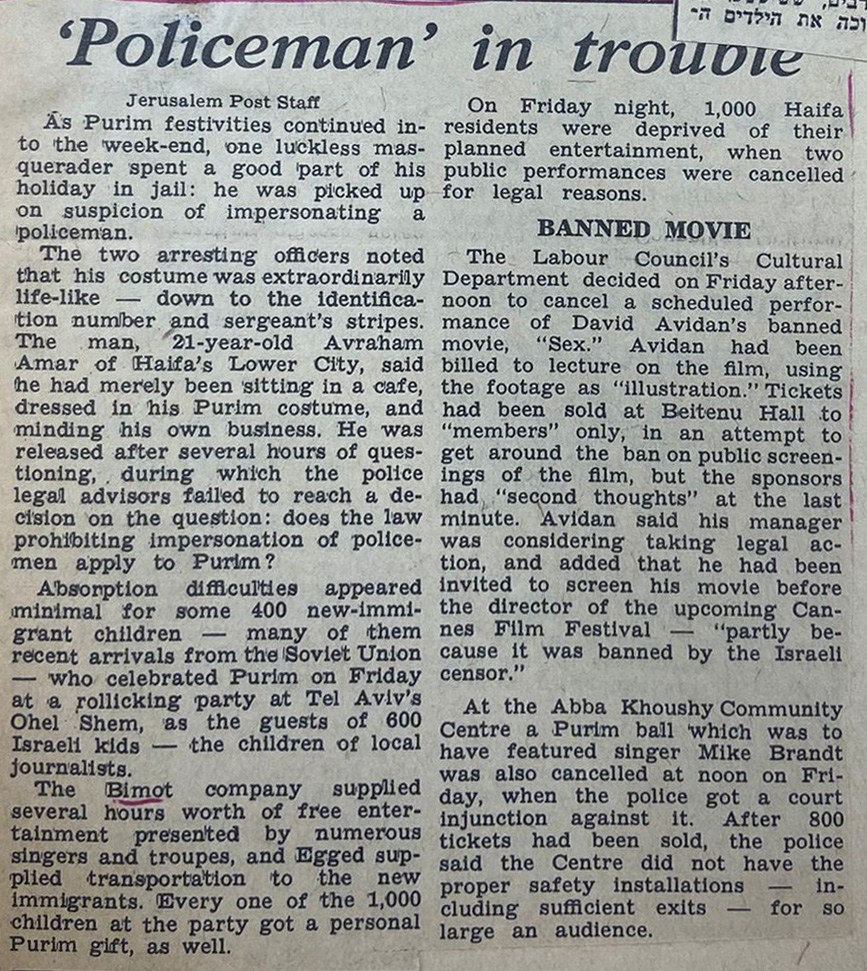 רבים, 
וכה את הילדים ה-
'Policeman' in trouble
Jerusalem Post Staff
As Purim festivities continued in-
to the week-end, one luckless mas-
querader spent a good part of his
holiday in jail: he was picked up
on suspicion of impersonating a
policeman.
The two arresting officers noted
that his costume was extraordinarily
life-like — down to the identifica-
tion number and sergeant's stripes.
The man, 21-year-old Avraham
Amar of Haifa's Lower City, said
he had merely been sitting in a cafe,
dressed in his Purim costume, and
minding his own business. He was
released after several hours of ques-
tioning, during which the police
legal advisors failed to reach a de-
cision on the question: does the law
prohibiting impersonation of police-
men apply to Purim?
Absorption difficulties appeared
minimal for some 400 new-immi-
grant children — many of them
recent arrivals from the Soviet Union
— who celebrated Purim on Friday
at a rollicking party at Tel Aviv's
Ohel Shem, as the guests of 600
Israeli kids — the children of local
journalists.
The Bimot company supplied
several hours worth of free enter-
tainment presented by numerous
singers and troupes, and Egged sup-
plied transportation to the new
immigrants. Every one of the 1,000
children at the party got a personal
Purim gift, as well.
On Friday night, 1,000 Haifa
residents were deprived of their
planned entertainment, when two
public performances were cancelled
for legal reasons.
BANNED MOVIE
The Labour Council's Cultural
Department decided on Friday after-
noon to cancel a scheduled perfor-
mance of David Avidan's banned
movie, "Sex." Avidan had been
billed to lecture on the film, using
the footage as "illustration." Tickets
had been sold at Beitenu Hall to
"members" only, in an attempt to
get around the ban on public screen-
ings of the film, but the sponsors
had "second thoughts" at the last
minute. Avidan said his manager
was considering taking legal ac-
tion, and added that he had been
invited to screen his movie before
the director of the upcoming Can-
nes Film Festival — "partly be-
cause it was banned by the Israeli
censor."
At the Abba Khoushy Community
Centre a Purim ball which was to
have featured singer Mike Brandt
was also cancelled at noon on Fri-
day, when the police got a court
injunction against it. After 800
tickets had been sold, the police
said the Centre did not have the
proper safety installations — in-
cluding sufficient exits — for so
large an audience.